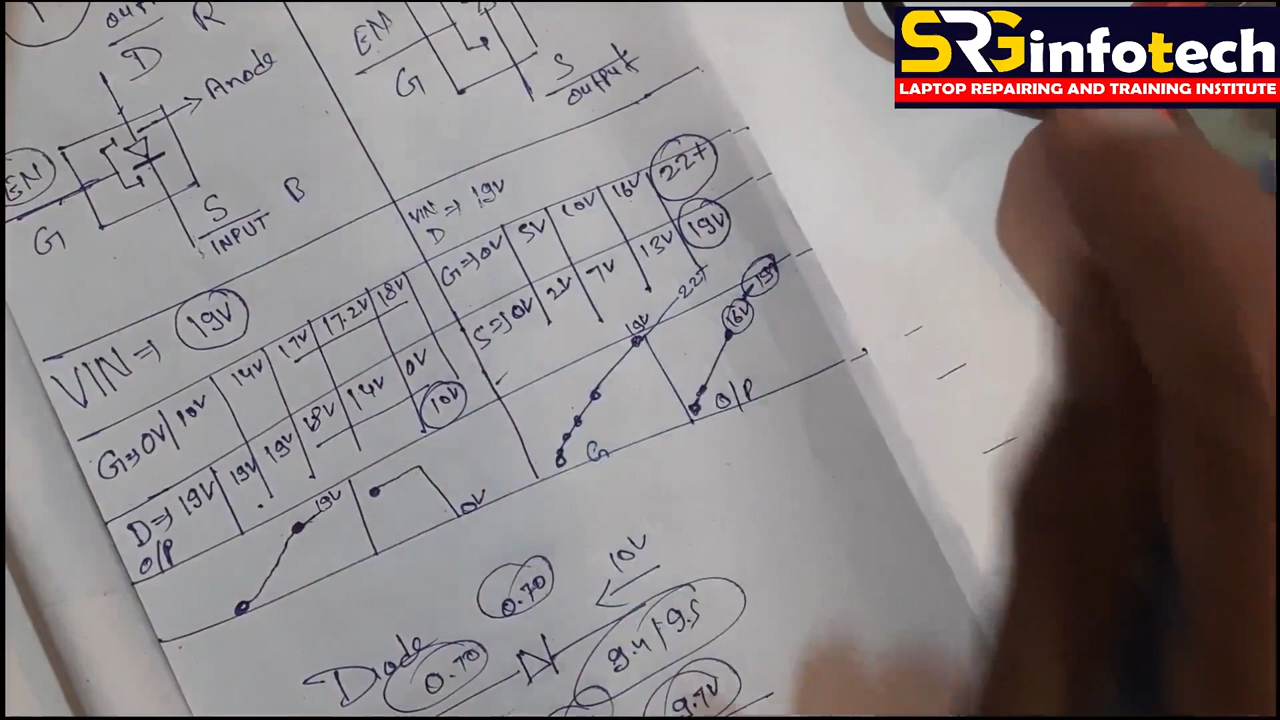 SRGinfotech
LAPTOP REPAIRING AND TRAINING INSTITUTE
D R
Anode
EN
G
S B
INPUT
EM
G
S
output
VIN => 19V
G=>0V/10V 14V 17V 17.2V 18V
D=>19V 19V 19V 18V 14V 0V
O/P
10V
19V
0V
VIN
D => 19V
G=>0V 5V 10V 16V 22+
S=>0V 2V 7V 13V 19V
19V 22+
G
16V 19V
O/P
0.70
10V
Diode
0.70
9.4/9.5
9.7V